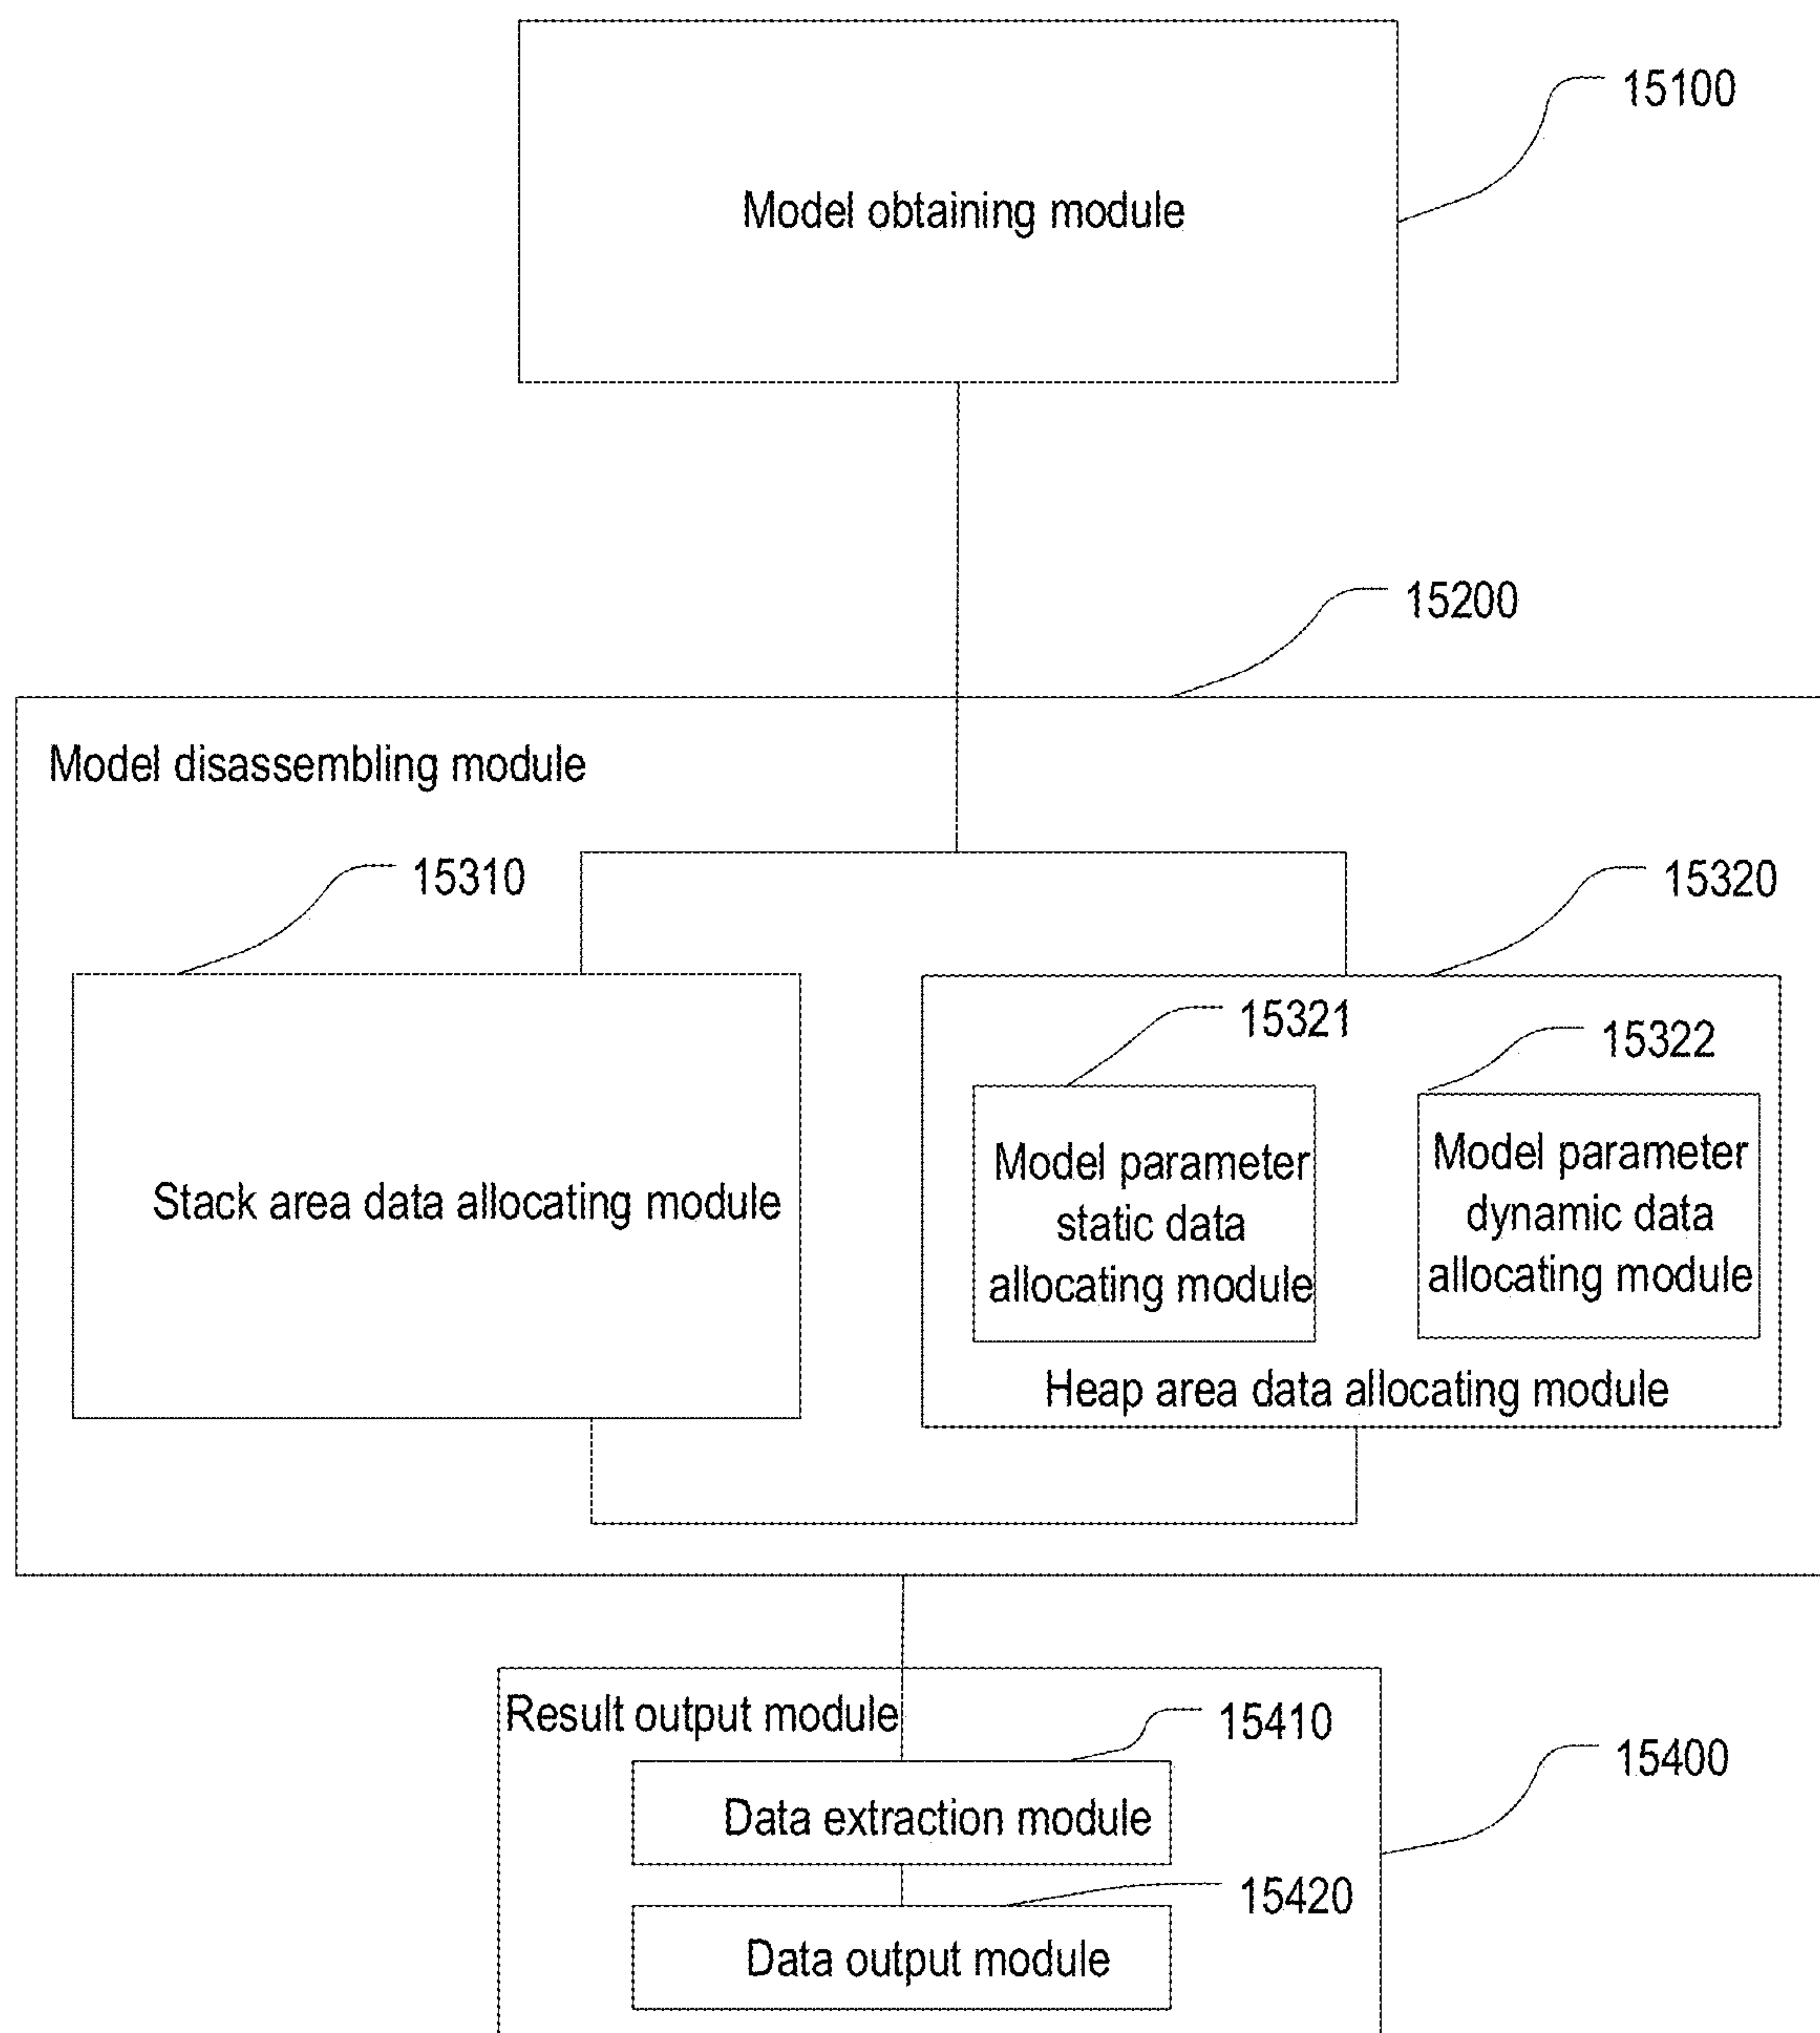 15100
Model obtaining module
15200
Model disassembling module
15310
15320
15321
15322
Stack area data allocating module
Model parameter
static data
allocating module
Model parameter
dynamic data
allocating module
Heap area data allocating module
Result output module
15410
15400
Data extraction module
15420
Data output module